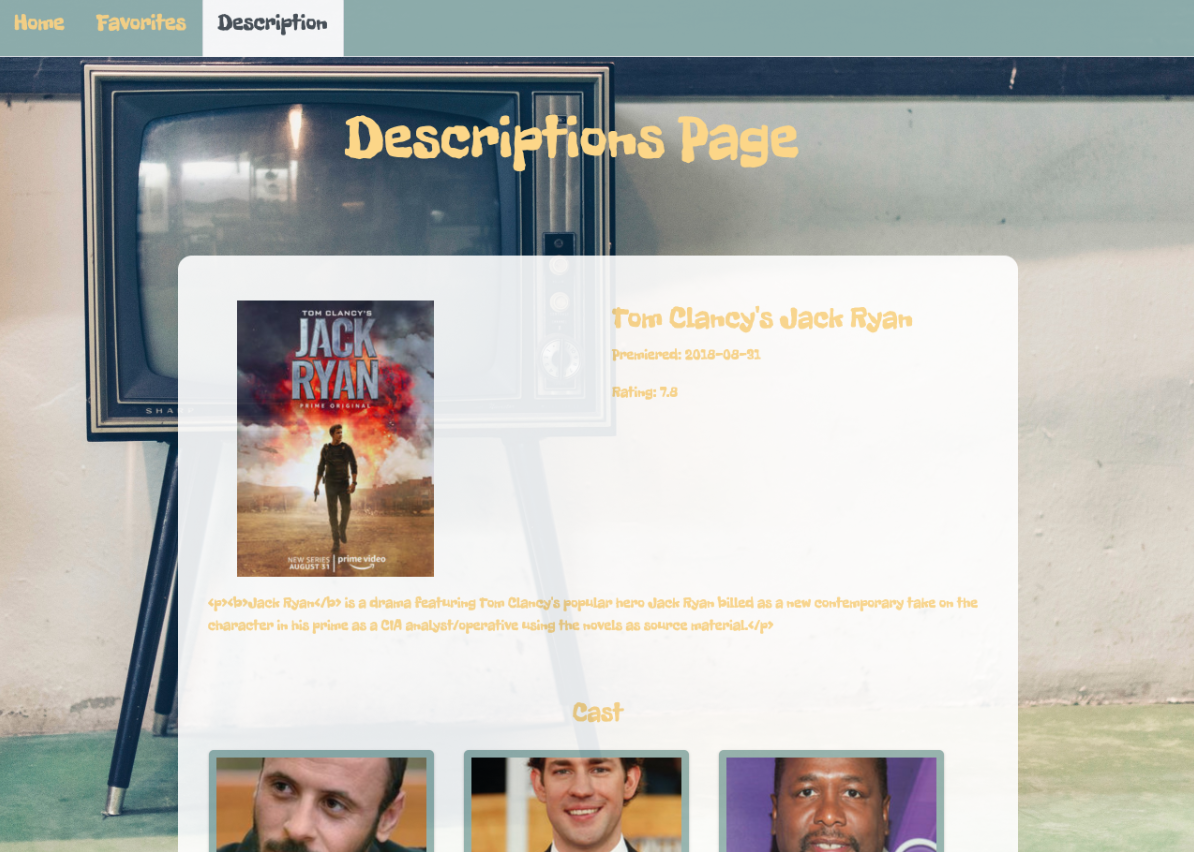 Home Favorites Description
Descriptions Page
SHARP
TOM CLANCY'S
JACK
RYAN
PRIME ORIGINAL
NEW SERIES
AUGUST 31
prime video
Tom Clancy's Jack Ryan
Premiered: 2018-08-31
Rating: 7.8
<p><b>Jack Ryan</b> is a drama featuring Tom Clancy's popular hero Jack Ryan billed as a new contemporary take on the
character in his prime as a CIA analyst/operative using the novels as source material.</p>
Cast